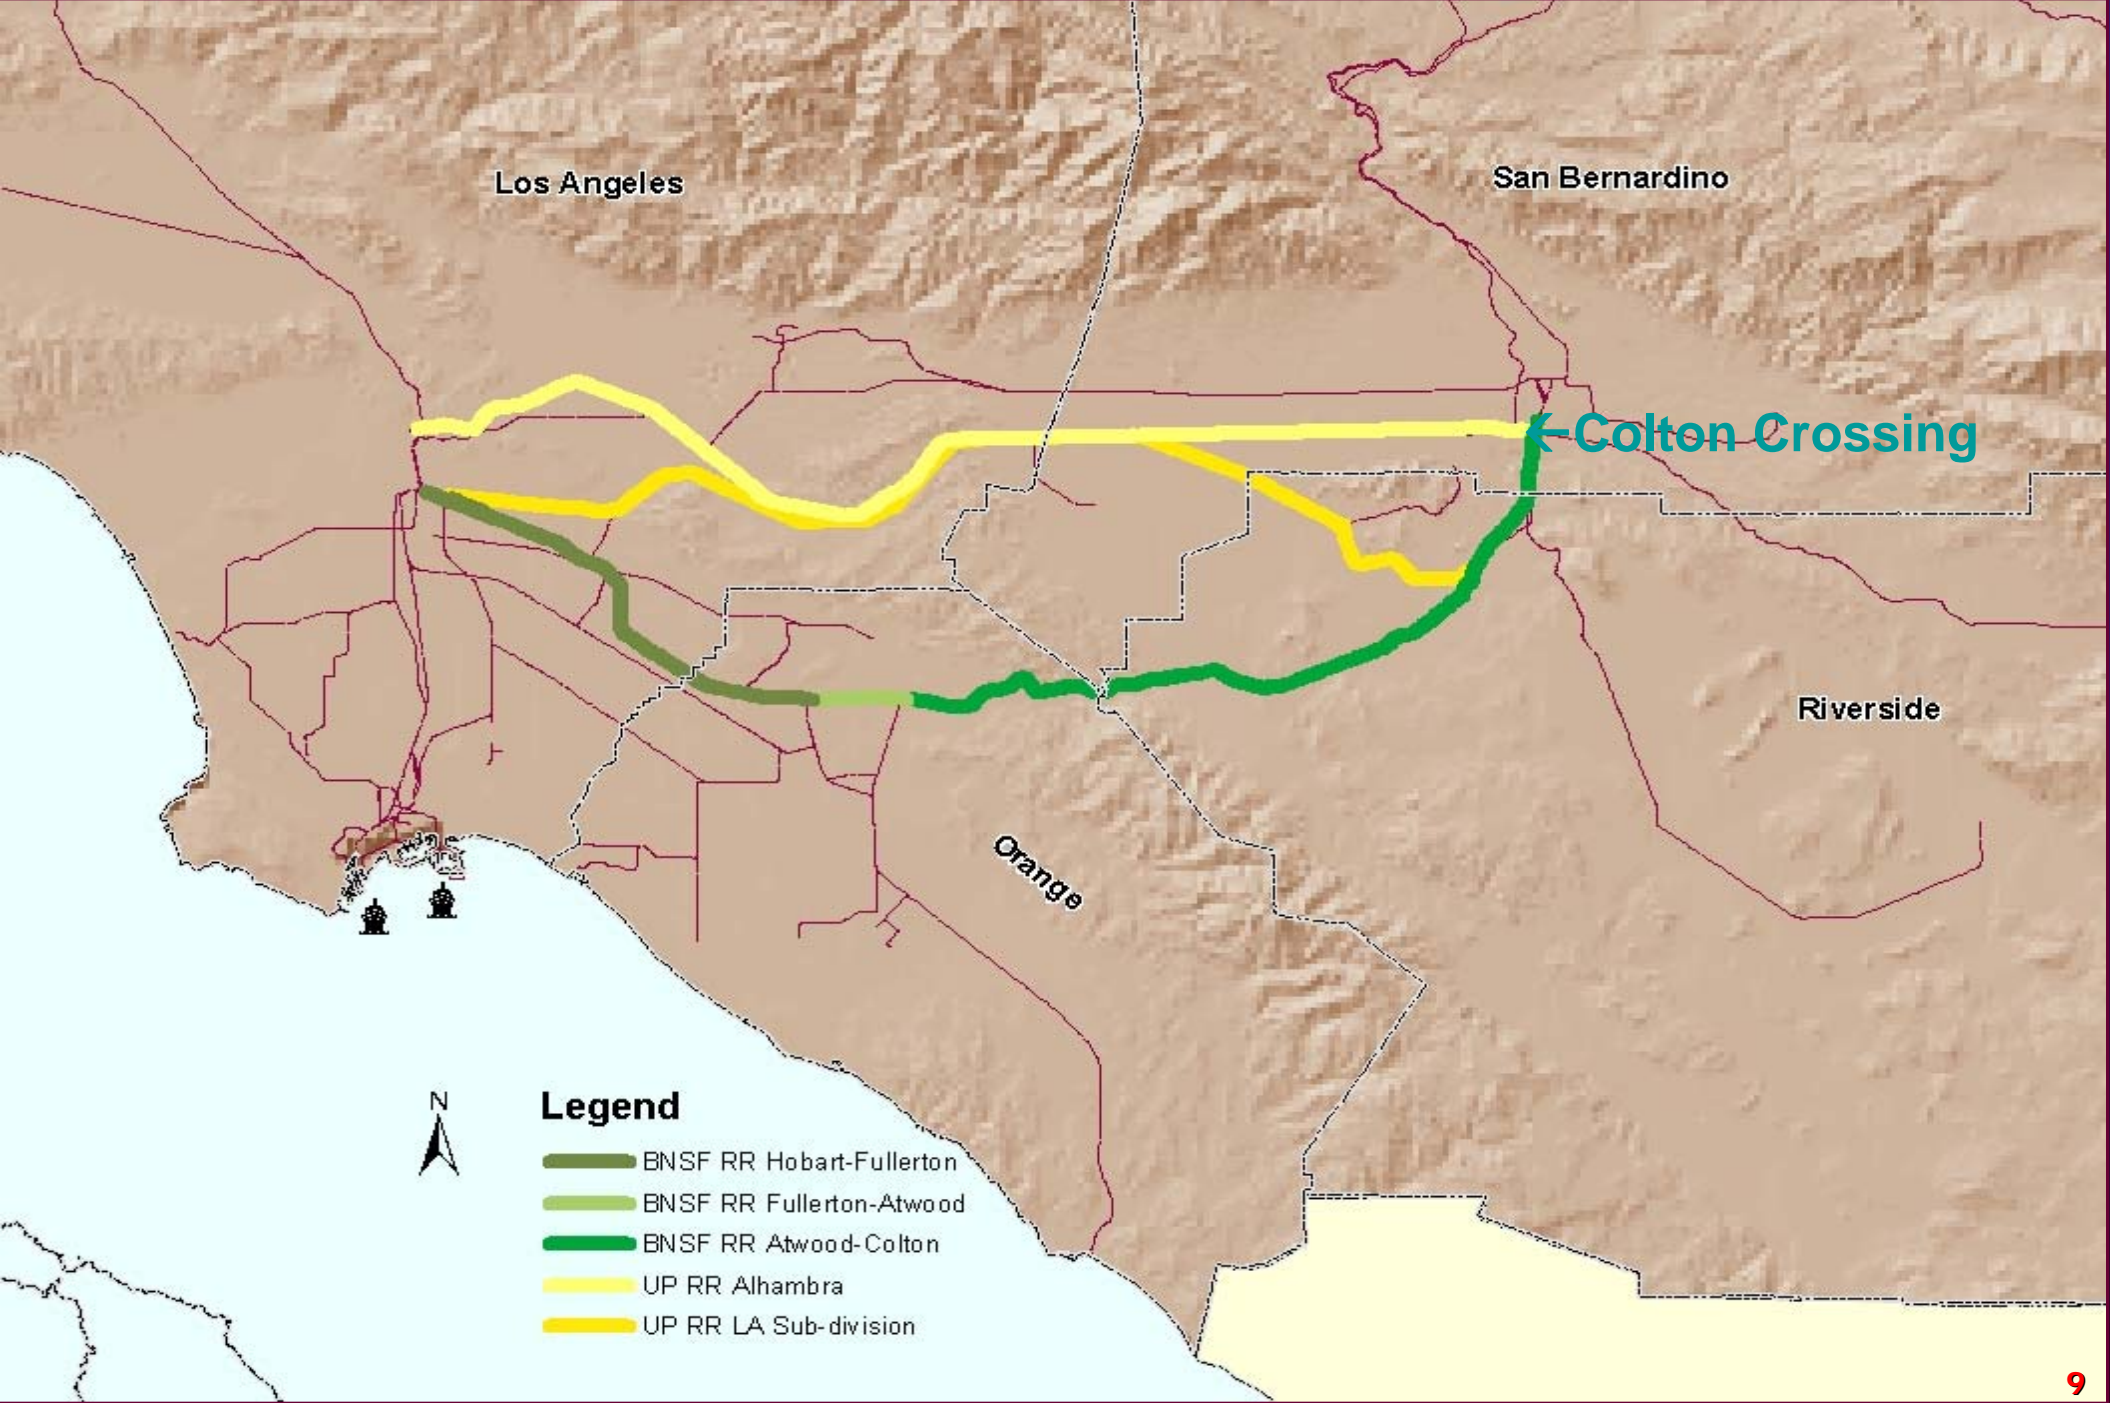 Los Angeles
San Bernardino
←Colton Crossing
Riverside
Orange
N
Legend
BNSF RR Hobart-Fullerton
BNSF RR Fullerton-Atwood
BNSF RR Atwood-Colton
UP RR Alhambra
UP RR LA Sub-division
9